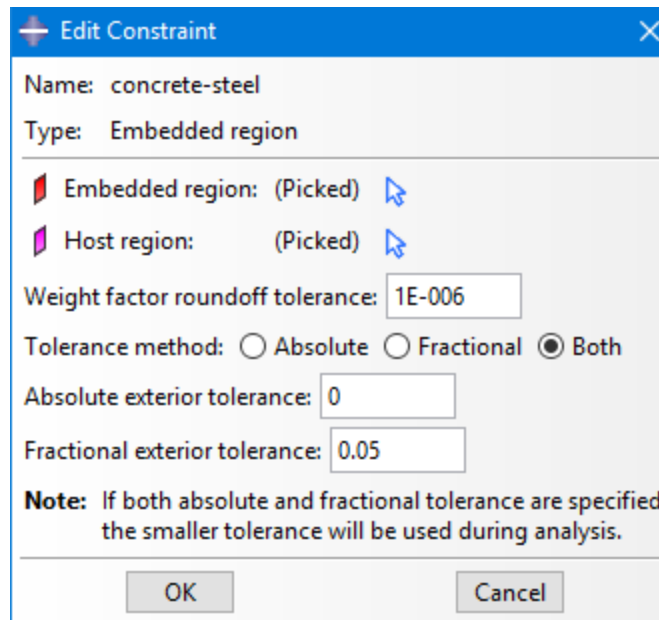 Edit Constraint
Name: concrete-steel
Type: Embedded region
Embedded region: (Picked)
Host region: (Picked)
Weight factor roundoff tolerance: 1E-006
Tolerance method: Absolute Fractional Both
Absolute exterior tolerance: 0
Fractional exterior tolerance: 0.05
Note: If both absolute and fractional tolerance are specified
the smaller tolerance will be used during analysis.
OK Cancel